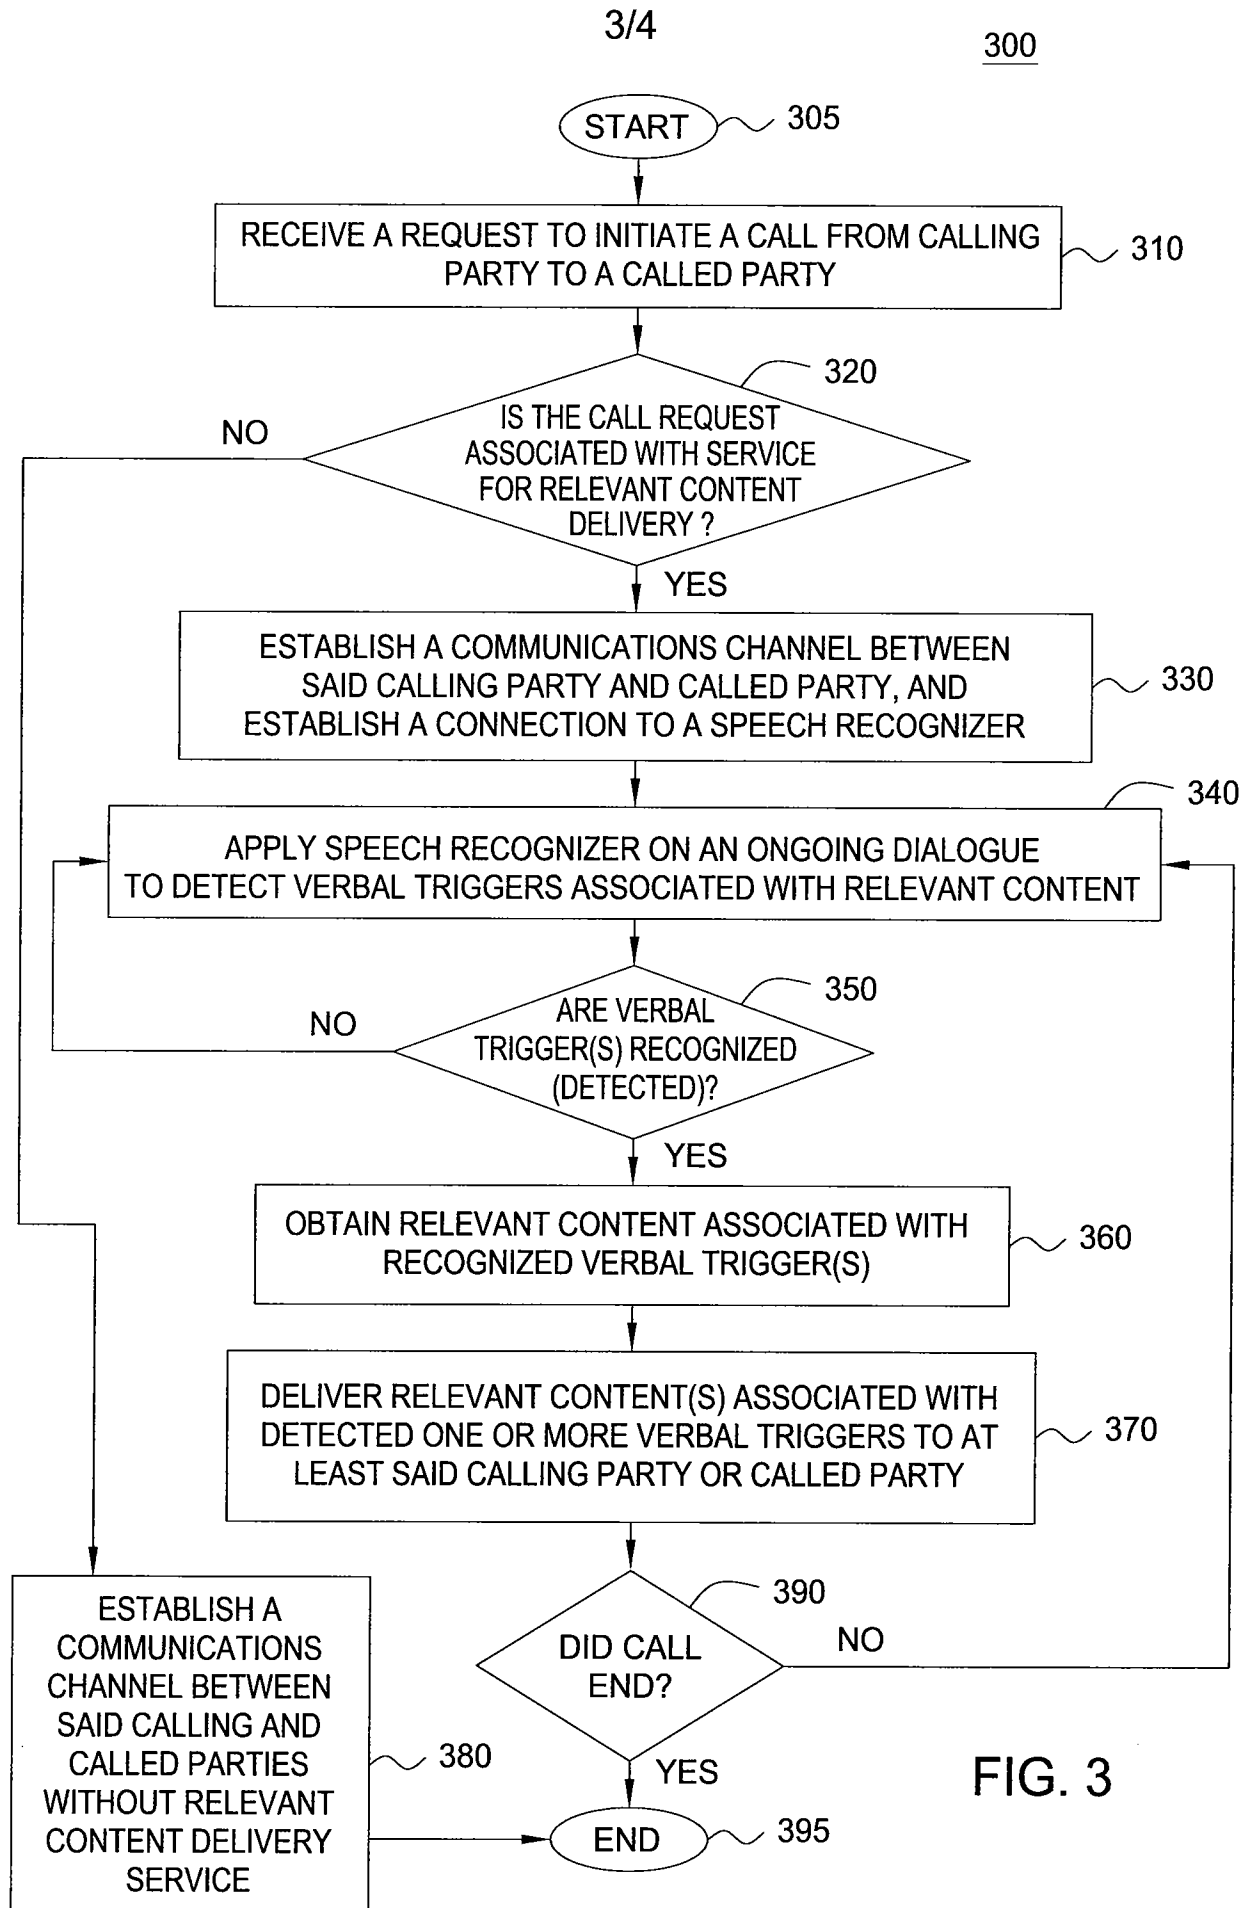 3/4
300
START
305
RECEIVE A REQUEST TO INITIATE A CALL FROM CALLING
PARTY TO A CALLED PARTY
310
320
IS THE CALL REQUEST
ASSOCIATED WITH SERVICE
FOR RELEVANT CONTENT
DELIVERY ?
NO
YES
ESTABLISH A COMMUNICATIONS CHANNEL BETWEEN
SAID CALLING PARTY AND CALLED PARTY, AND
ESTABLISH A CONNECTION TO A SPEECH RECOGNIZER
330
340
APPLY SPEECH RECOGNIZER ON AN ONGOING DIALOGUE
TO DETECT VERBAL TRIGGERS ASSOCIATED WITH RELEVANT CONTENT
350
ARE VERBAL
TRIGGER(S) RECOGNIZED
(DETECTED)?
NO
YES
OBTAIN RELEVANT CONTENT ASSOCIATED WITH
RECOGNIZED VERBAL TRIGGER(S)
360
DELIVER RELEVANT CONTENT(S) ASSOCIATED WITH
DETECTED ONE OR MORE VERBAL TRIGGERS TO AT
LEAST SAID CALLING PARTY OR CALLED PARTY
370
390
DID CALL
END?
NO
YES
ESTABLISH A
COMMUNICATIONS
CHANNEL BETWEEN
SAID CALLING AND
CALLED PARTIES
WITHOUT RELEVANT
CONTENT DELIVERY
SERVICE
380
END
395
FIG. 3